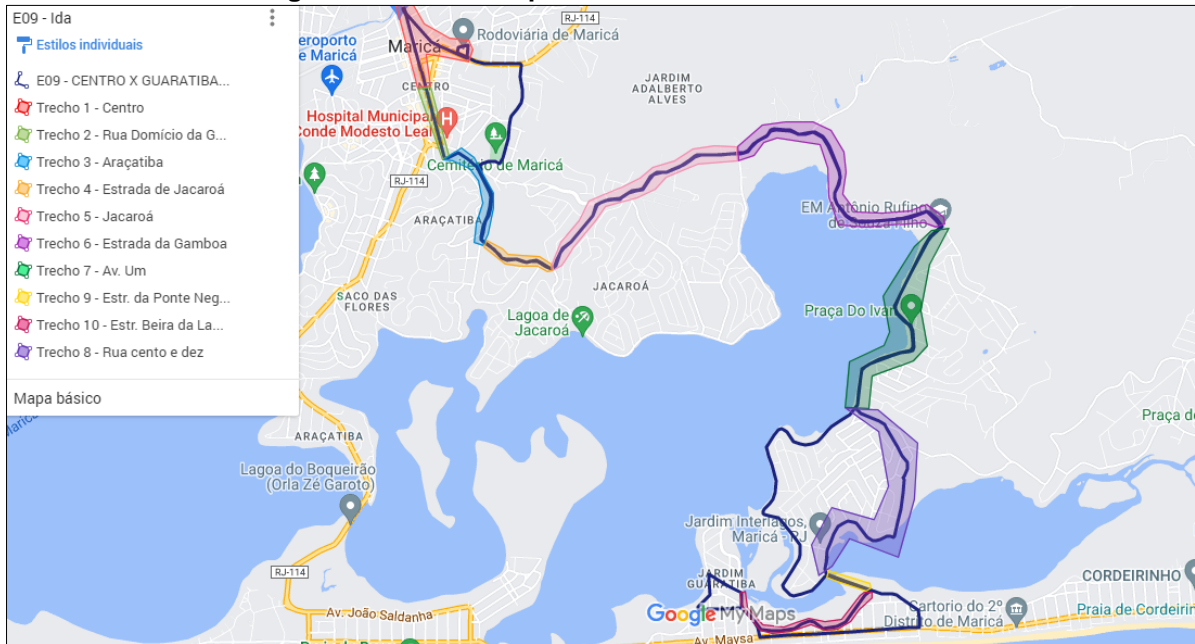 E09 - Ida
Estilos individuais
E09 - CENTRO X GUARATIBA...
Trecho 1 - Centro
Trecho 2 - Rua Domício da G...
Trecho 3 - Araçatiba
Trecho 4 - Estrada de Jacaroá
Trecho 5 - Jacaroá
Trecho 6 - Estrada da Gamboa
Trecho 7 - Av. Um
Trecho 9 - Estr. da Ponte Neg...
Trecho 10 - Estr. Beira da La...
Trecho 8 - Rua cento e dez
Mapa básico
RJ-114
Rodoviária de Maricá
Maricá
eroporto
e Maricá
CENTRO
JARDIM
ADALBERTO
ALVES
Hospital Municipal
Conde Modesto Leal
Cemitério de Maricá
RJ-114
ARAÇATIBA
EM Antônio Rufino
de Souza Filho
SACO DAS
FLORES
JACAROÁ
Lagoa de
Jacaroá
Praça Do Ivan
Praça d
ARAÇATIBA
Lagoa do Boqueirão
(Orla Zé Garoto)
Jardim Interlagos,
Maricá - RJ
RJ-114
JARDIM
GUARATIBA
CORDEIRINHO
Google My Maps
Av. João Saldanha
Cartorio do 2º
Distrito de Maricá
Praia de Cordeirin
Av. Maysa